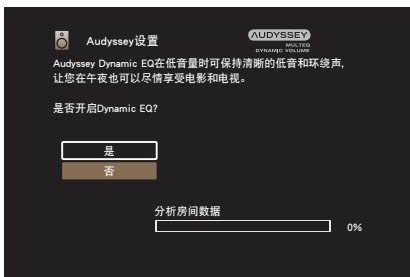 Audyssey设置
AUDYSSEY
MULTEQ
DYNAMIC VOLUME
Audyssey Dynamic EQ在低音量时可保持清晰的低音和环绕声,
让您在午夜也可以尽情享受电影和电视。
是否开启Dynamic EQ?
是
否
分析房间数据
0%